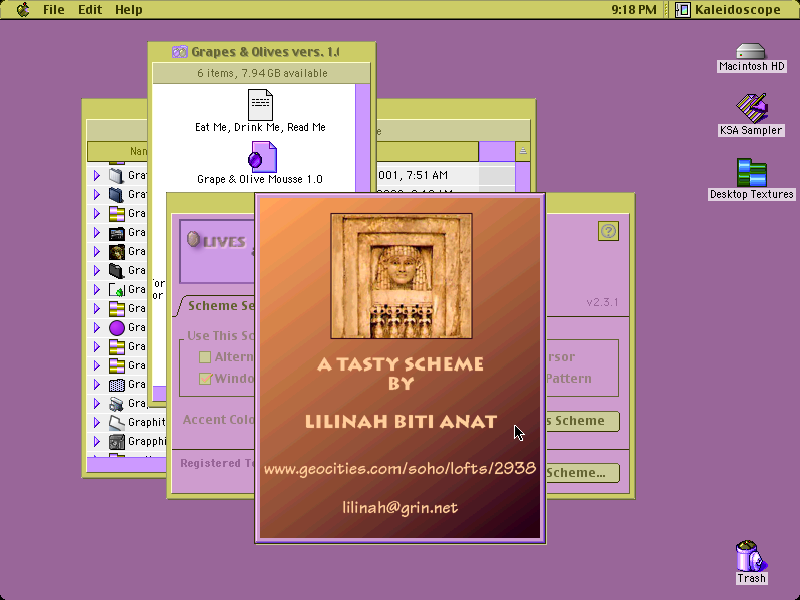 File Edit Help
9:18 PM
Kaleidoscope
Macintosh HD
KSA Sampler
Desktop Textures
Trash
Grapes & Olives vers. 1.0
6 items, 7.94 GB available
Eat Me, Drink Me, Read Me
Grape & Olive Mousse 1.0
Nam
001, 7:51 AM
Gra
Gra
Gra
Gra
Gra
Gra
Gra
Gra
Gra
Gra
Gra
Gra
Gra
Graphit
Grapphi
OLIVES
v2.3.1
Scheme Se
Use This Sc
Altern
Windo
rsor
Pattern
Accent Colo
s Scheme
Registered To
Scheme...
A TASTY SCHEME
BY
LILINAH BITI ANAT
www.geocities.com/soho/lofts/2938
lilinah@grin.net